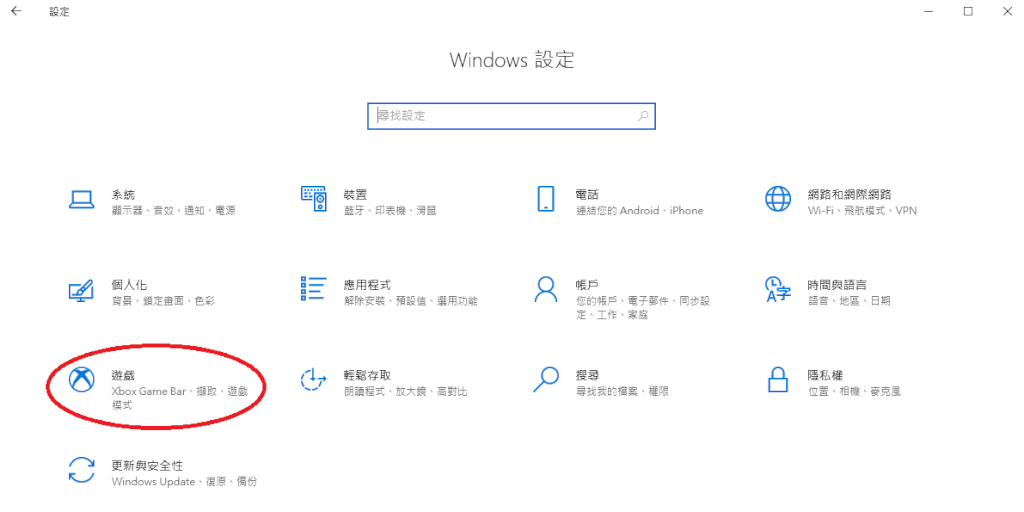 設定
Windows 設定
尋找設定
系統
顯示器、音效、通知、電源
裝置
藍牙、印表機、滑鼠
電話
連結您的 Android、iPhone
網路和網際網路
Wi-Fi、飛航模式、VPN
個人化
背景、鎖定畫面、色彩
應用程式
解除安裝、預設值、選用功能
帳戶
您的帳戶、電子郵件、同步設
定、工作、家庭
時間與語言
語音、地區、日期
遊戲
Xbox Game Bar、擷取、遊戲
模式
輕鬆存取
朗讀程式、放大鏡、高對比
搜尋
尋找我的檔案、權限
隱私權
位置、相機、麥克風
更新與安全性
Windows Update、復原、備份